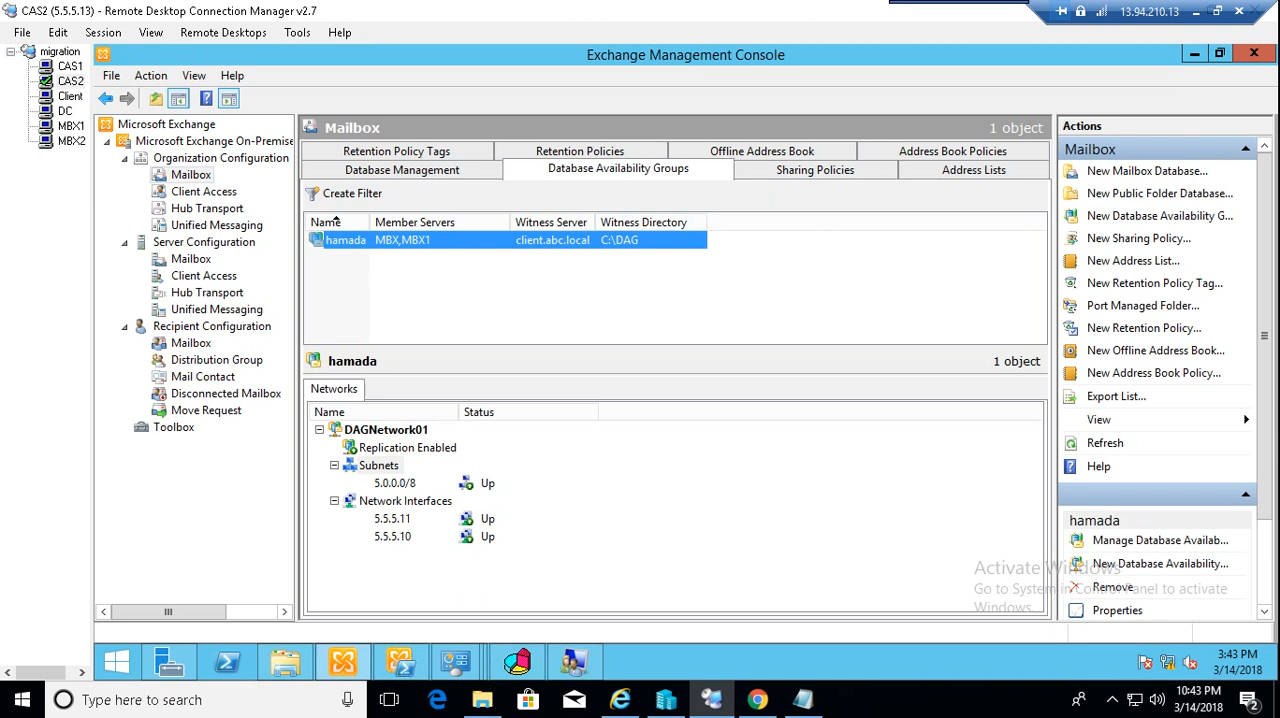 CAS2 (5.5.5.13) - Remote Desktop Connection Manager v2.7
13.94.210.13
File Edit Session View Remote Desktops Tools Help
migration
CAS1
CAS2
Client
DC
MBX1
MBX2
Exchange Management Console
File Action View Help
Microsoft Exchange
Microsoft Exchange On-Premise
Organization Configuration
Mailbox
Client Access
Hub Transport
Unified Messaging
Server Configuration
Mailbox
Client Access
Hub Transport
Unified Messaging
Recipient Configuration
Mailbox
Distribution Group
Mail Contact
Disconnected Mailbox
Move Request
Toolbox
Mailbox 1 object
Retention Policy Tags Retention Policies Offline Address Book Address Book Policies
Database Management Database Availability Groups Sharing Policies Address Lists
Create Filter
Name Member Servers Witness Server Witness Directory
hamada MBX,MBX1 client.abc.local C:\DAG
hamada 1 object
Networks
Name Status
DAGNetwork01
Replication Enabled
Subnets
5.0.0.0/8 Up
Network Interfaces
5.5.5.11 Up
5.5.5.10 Up
Actions
Mailbox
New Mailbox Database...
New Public Folder Database...
New Database Availability G...
New Sharing Policy...
New Address List...
New Retention Policy Tag...
Port Managed Folder...
New Retention Policy...
New Offline Address Book...
New Address Book Policy...
Export List...
View
Refresh
Help
hamada
Manage Database Availab...
New Database Availability...
Remove
Properties
Activate Windows
Go to System in Control Panel to activate
Windows.
3:43 PM
3/14/2018
Type here to search
10:43 PM
3/14/2018
2